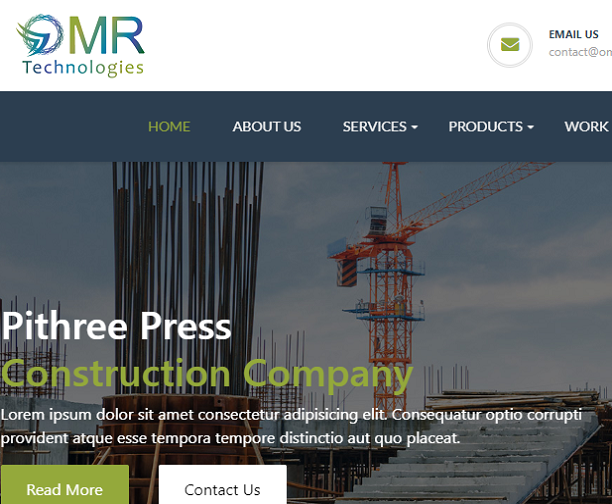 OMR
Technologies
EMAIL US
contact@om
HOME ABOUT US SERVICES PRODUCTS WORK
Pithree Press
Construction Company
Lorem ipsum dolor sit amet consectetur adipisicing elit. Consequatur optio corrupti
provident atque esse tempora tempore distinctio aut quo placeat.
Read More Contact Us